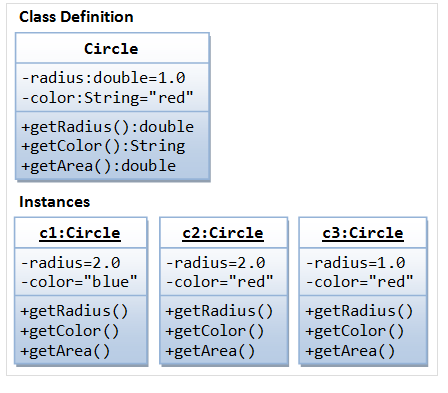 Class Definition
Circle
-radius:double=1.0
-color:String="red"
+getRadius():double
+getColor():String
+getArea():double
Instances
c1:Circle
-radius=2.0
-color="blue"
+getRadius()
+getColor()
+getArea()
c2:Circle
-radius=2.0
-color="red"
+getRadius()
+getColor()
+getArea()
c3:Circle
-radius=1.0
-color="red"
+getRadius()
+getColor()
+getArea()